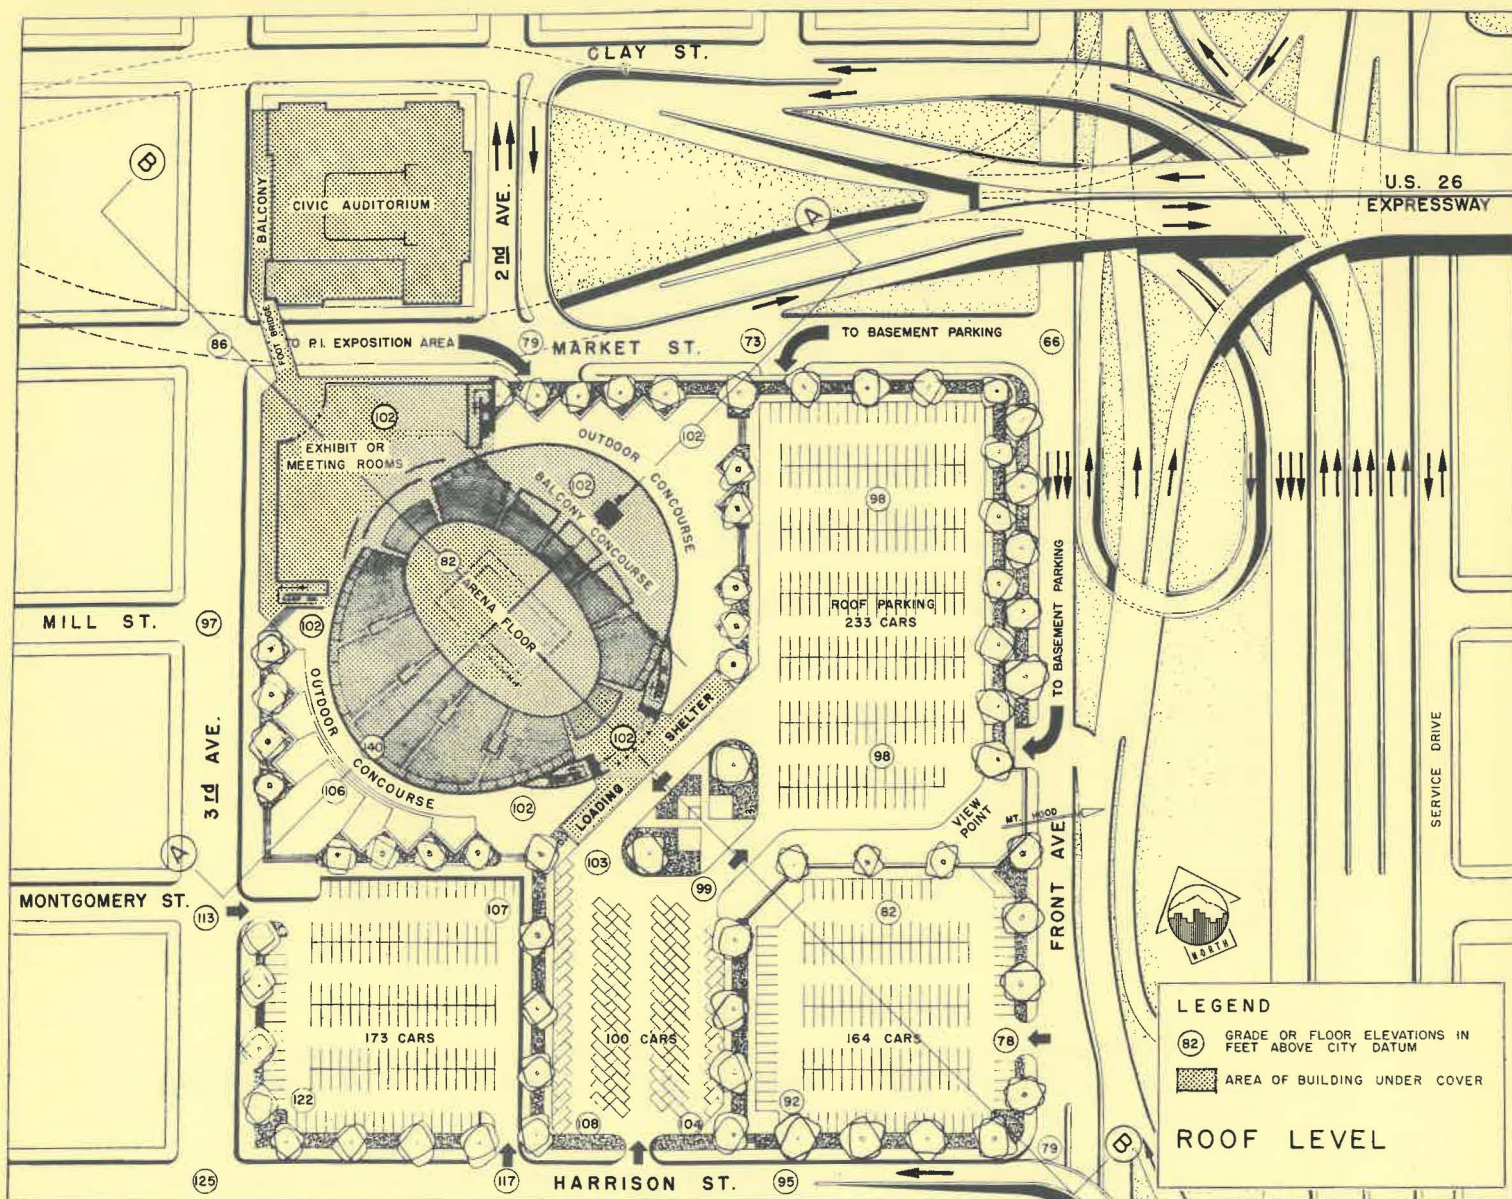 CLAY ST.
U.S. 26
EXPRESSWAY
B
BALCONY
CIVIC AUDITORIUM
2nd AVE.
A
FOOT BRIDGE
86
TO P.I. EXPOSITION AREA
79
MARKET ST.
73
TO BASEMENT PARKING
66
102
EXHIBIT OR
MEETING ROOMS
OUTDOOR CONCOURSE
102
102
BALCONY CONCOURSE
98
82
ARENA FLOOR
ROOF PARKING
233 CARS
TO BASEMENT PARKING
MILL ST.
97
102
OUTDOOR CONCOURSE
3rd AVE.
140
106
102
102
LOADING SHELTER
98
VIEW
POINT
MT. HOOD
SERVICE DRIVE
A
103
99
MONTGOMERY ST.
113
107
82
FRONT AVE.
NORTH
173 CARS
100 CARS
164 CARS
78
122
108
104
92
79
B
125
117
HARRISON ST.
95
LEGEND
82 GRADE OR FLOOR ELEVATIONS IN
FEET ABOVE CITY DATUM
AREA OF BUILDING UNDER COVER
ROOF LEVEL